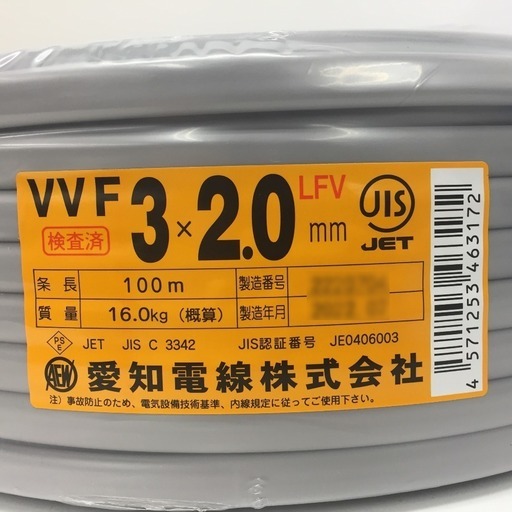 VVF 3×2.0 mm LFV
検査済
JIS
JET
条長 100m 製造番号
質量 16.0kg（概算） 製造年月
PSE JET JIS C 3342 JIS認証番号 JE0406003
AEW 愛知電線株式会社
注）事故防止のため、電気設備技術基準、内線規定に従ってご使用下さい。
4 571253 463172